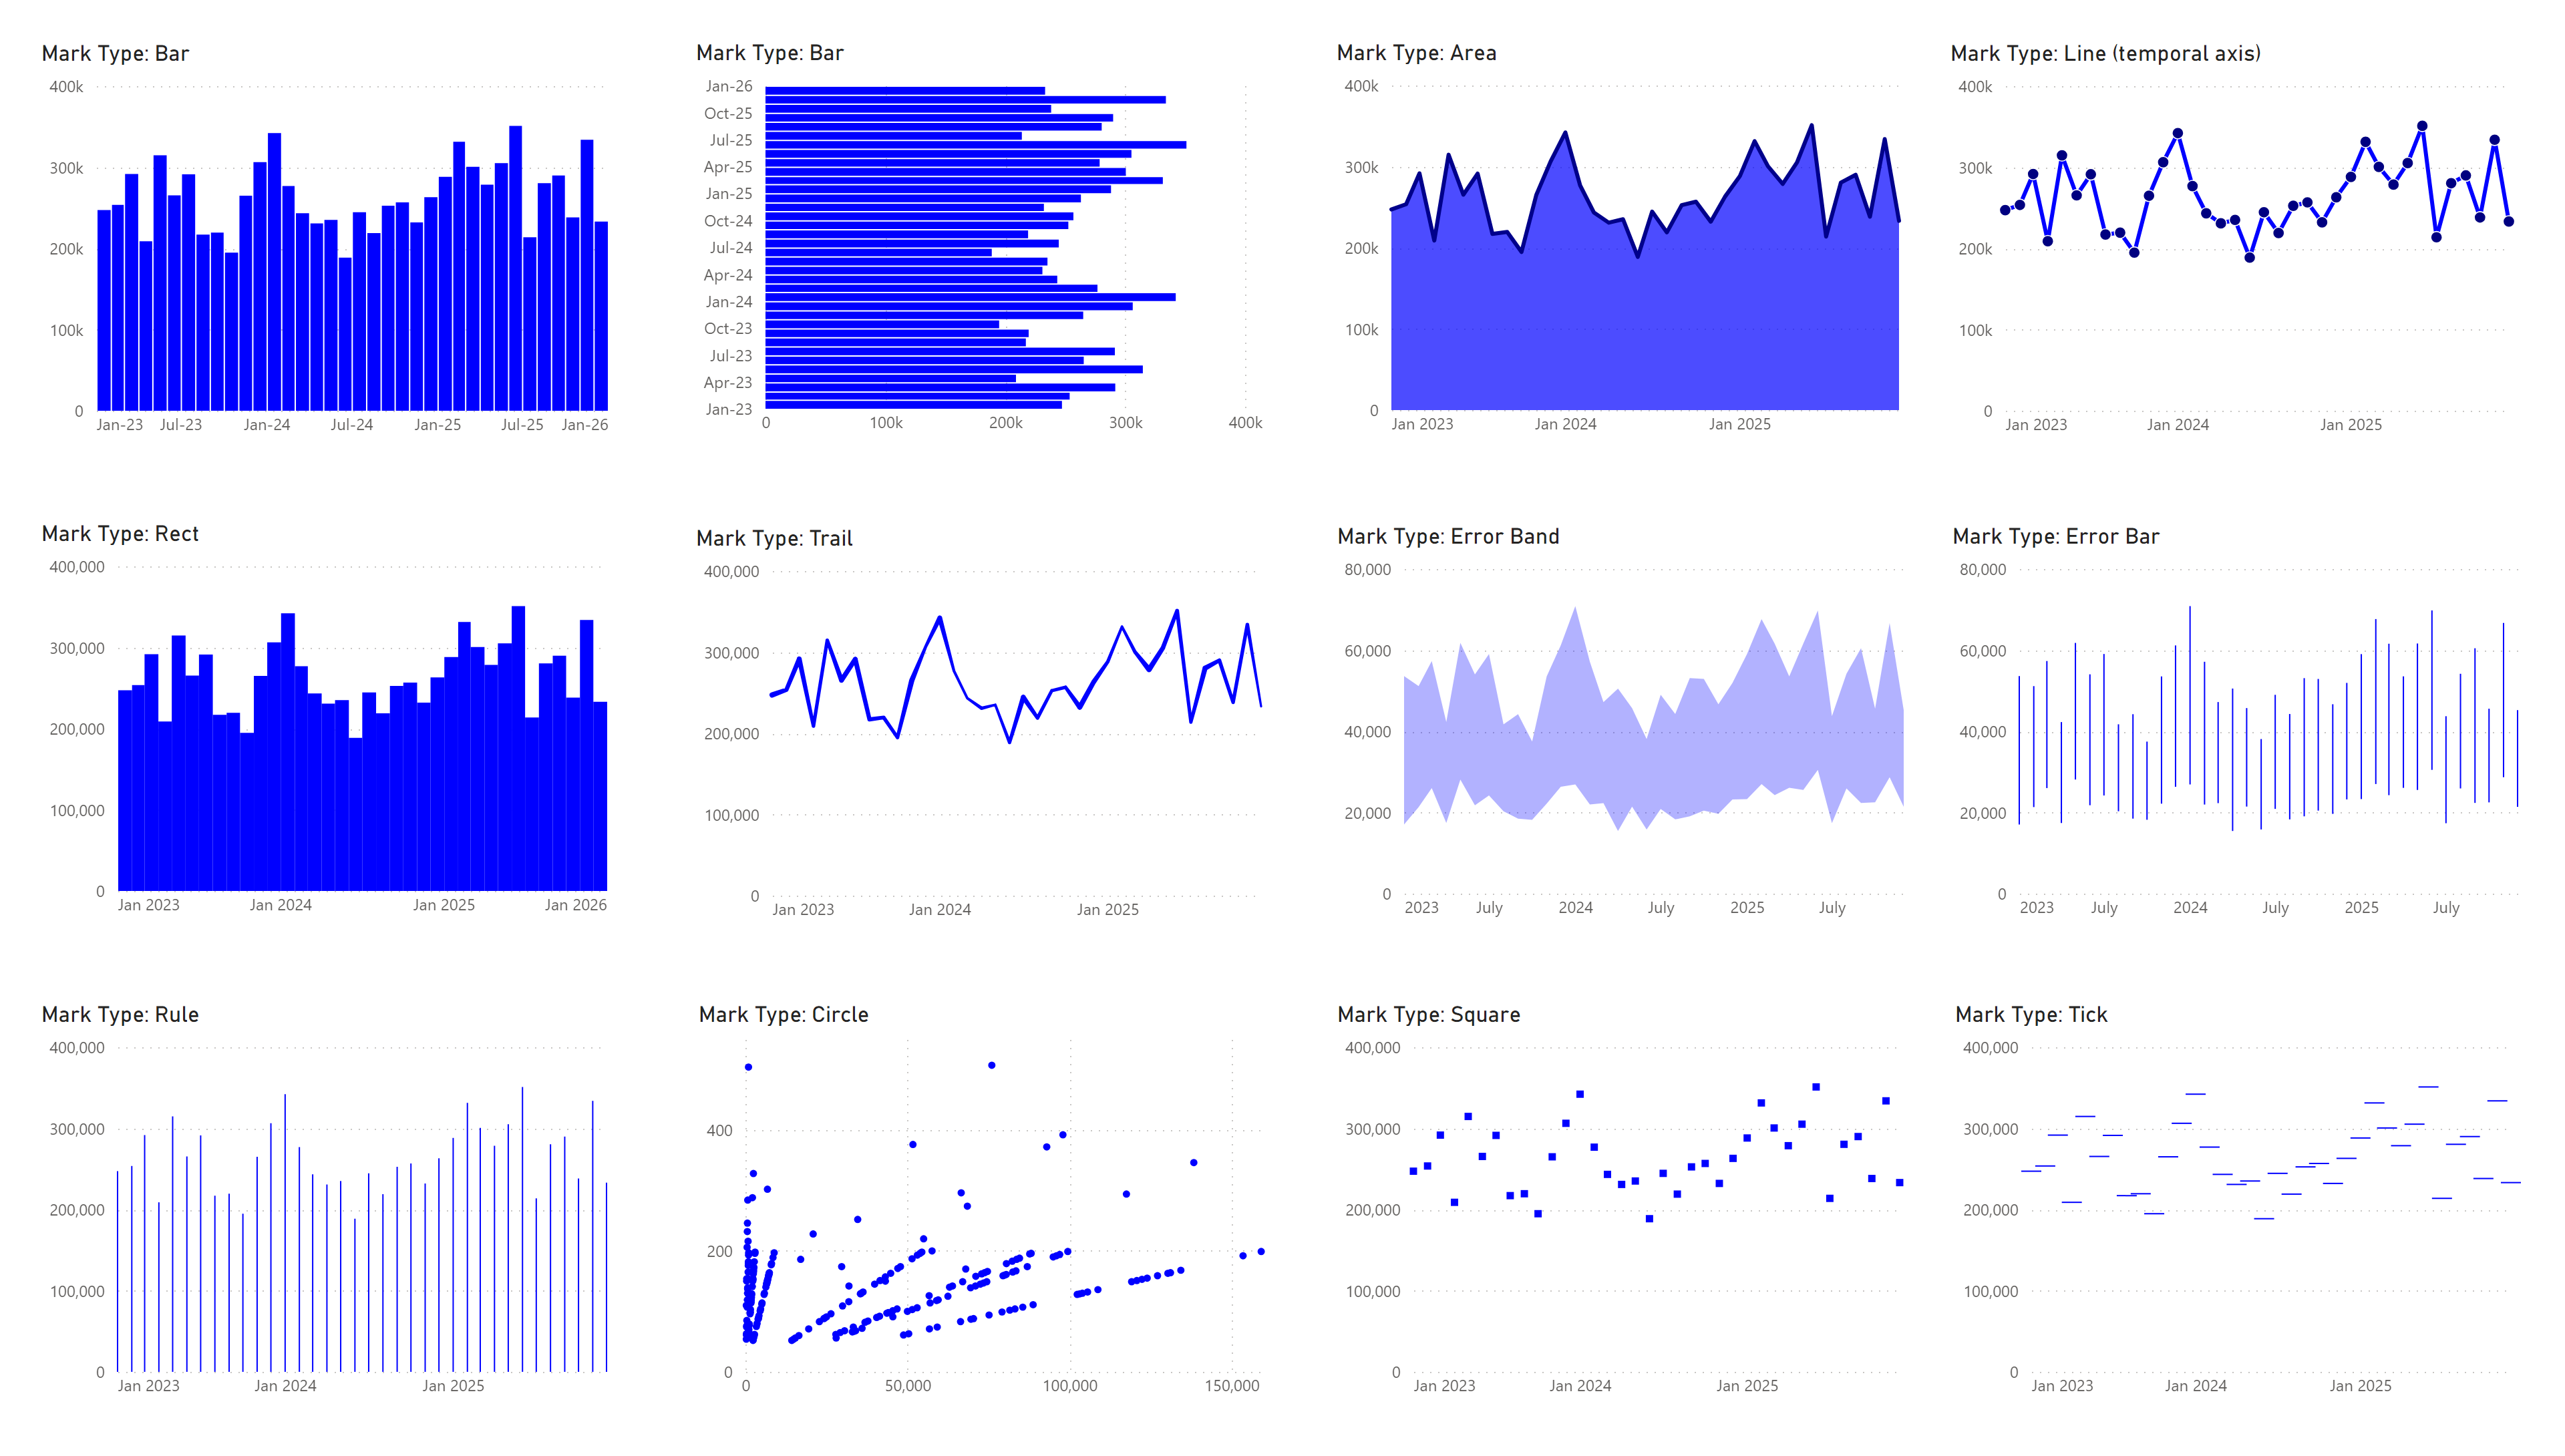 Mark Type: Bar
400k
300k
200k
100k
0
Jan-23 Jul-23 Jan-24 Jul-24 Jan-25 Jul-25 Jan-26
Mark Type: Bar
Jan-26
Oct-25
Jul-25
Apr-25
Jan-25
Oct-24
Jul-24
Apr-24
Jan-24
Oct-23
Jul-23
Apr-23
Jan-23
0 100k 200k 300k 400k
Mark Type: Area
400k
300k
200k
100k
0
Jan 2023 Jan 2024 Jan 2025
Mark Type: Line (temporal axis)
400k
300k
200k
100k
0
Jan 2023 Jan 2024 Jan 2025
Mark Type: Rect
400,000
300,000
200,000
100,000
0
Jan 2023 Jan 2024 Jan 2025 Jan 2026
Mark Type: Trail
400,000
300,000
200,000
100,000
0
Jan 2023 Jan 2024 Jan 2025
Mark Type: Error Band
80,000
60,000
40,000
20,000
0
2023 July 2024 July 2025 July
Mark Type: Error Bar
80,000
60,000
40,000
20,000
0
2023 July 2024 July 2025 July
Mark Type: Rule
400,000
300,000
200,000
100,000
0
Jan 2023 Jan 2024 Jan 2025
Mark Type: Circle
400
200
0
0 50,000 100,000 150,000
Mark Type: Square
400,000
300,000
200,000
100,000
0
Jan 2023 Jan 2024 Jan 2025
Mark Type: Tick
400,000
300,000
200,000
100,000
0
Jan 2023 Jan 2024 Jan 2025